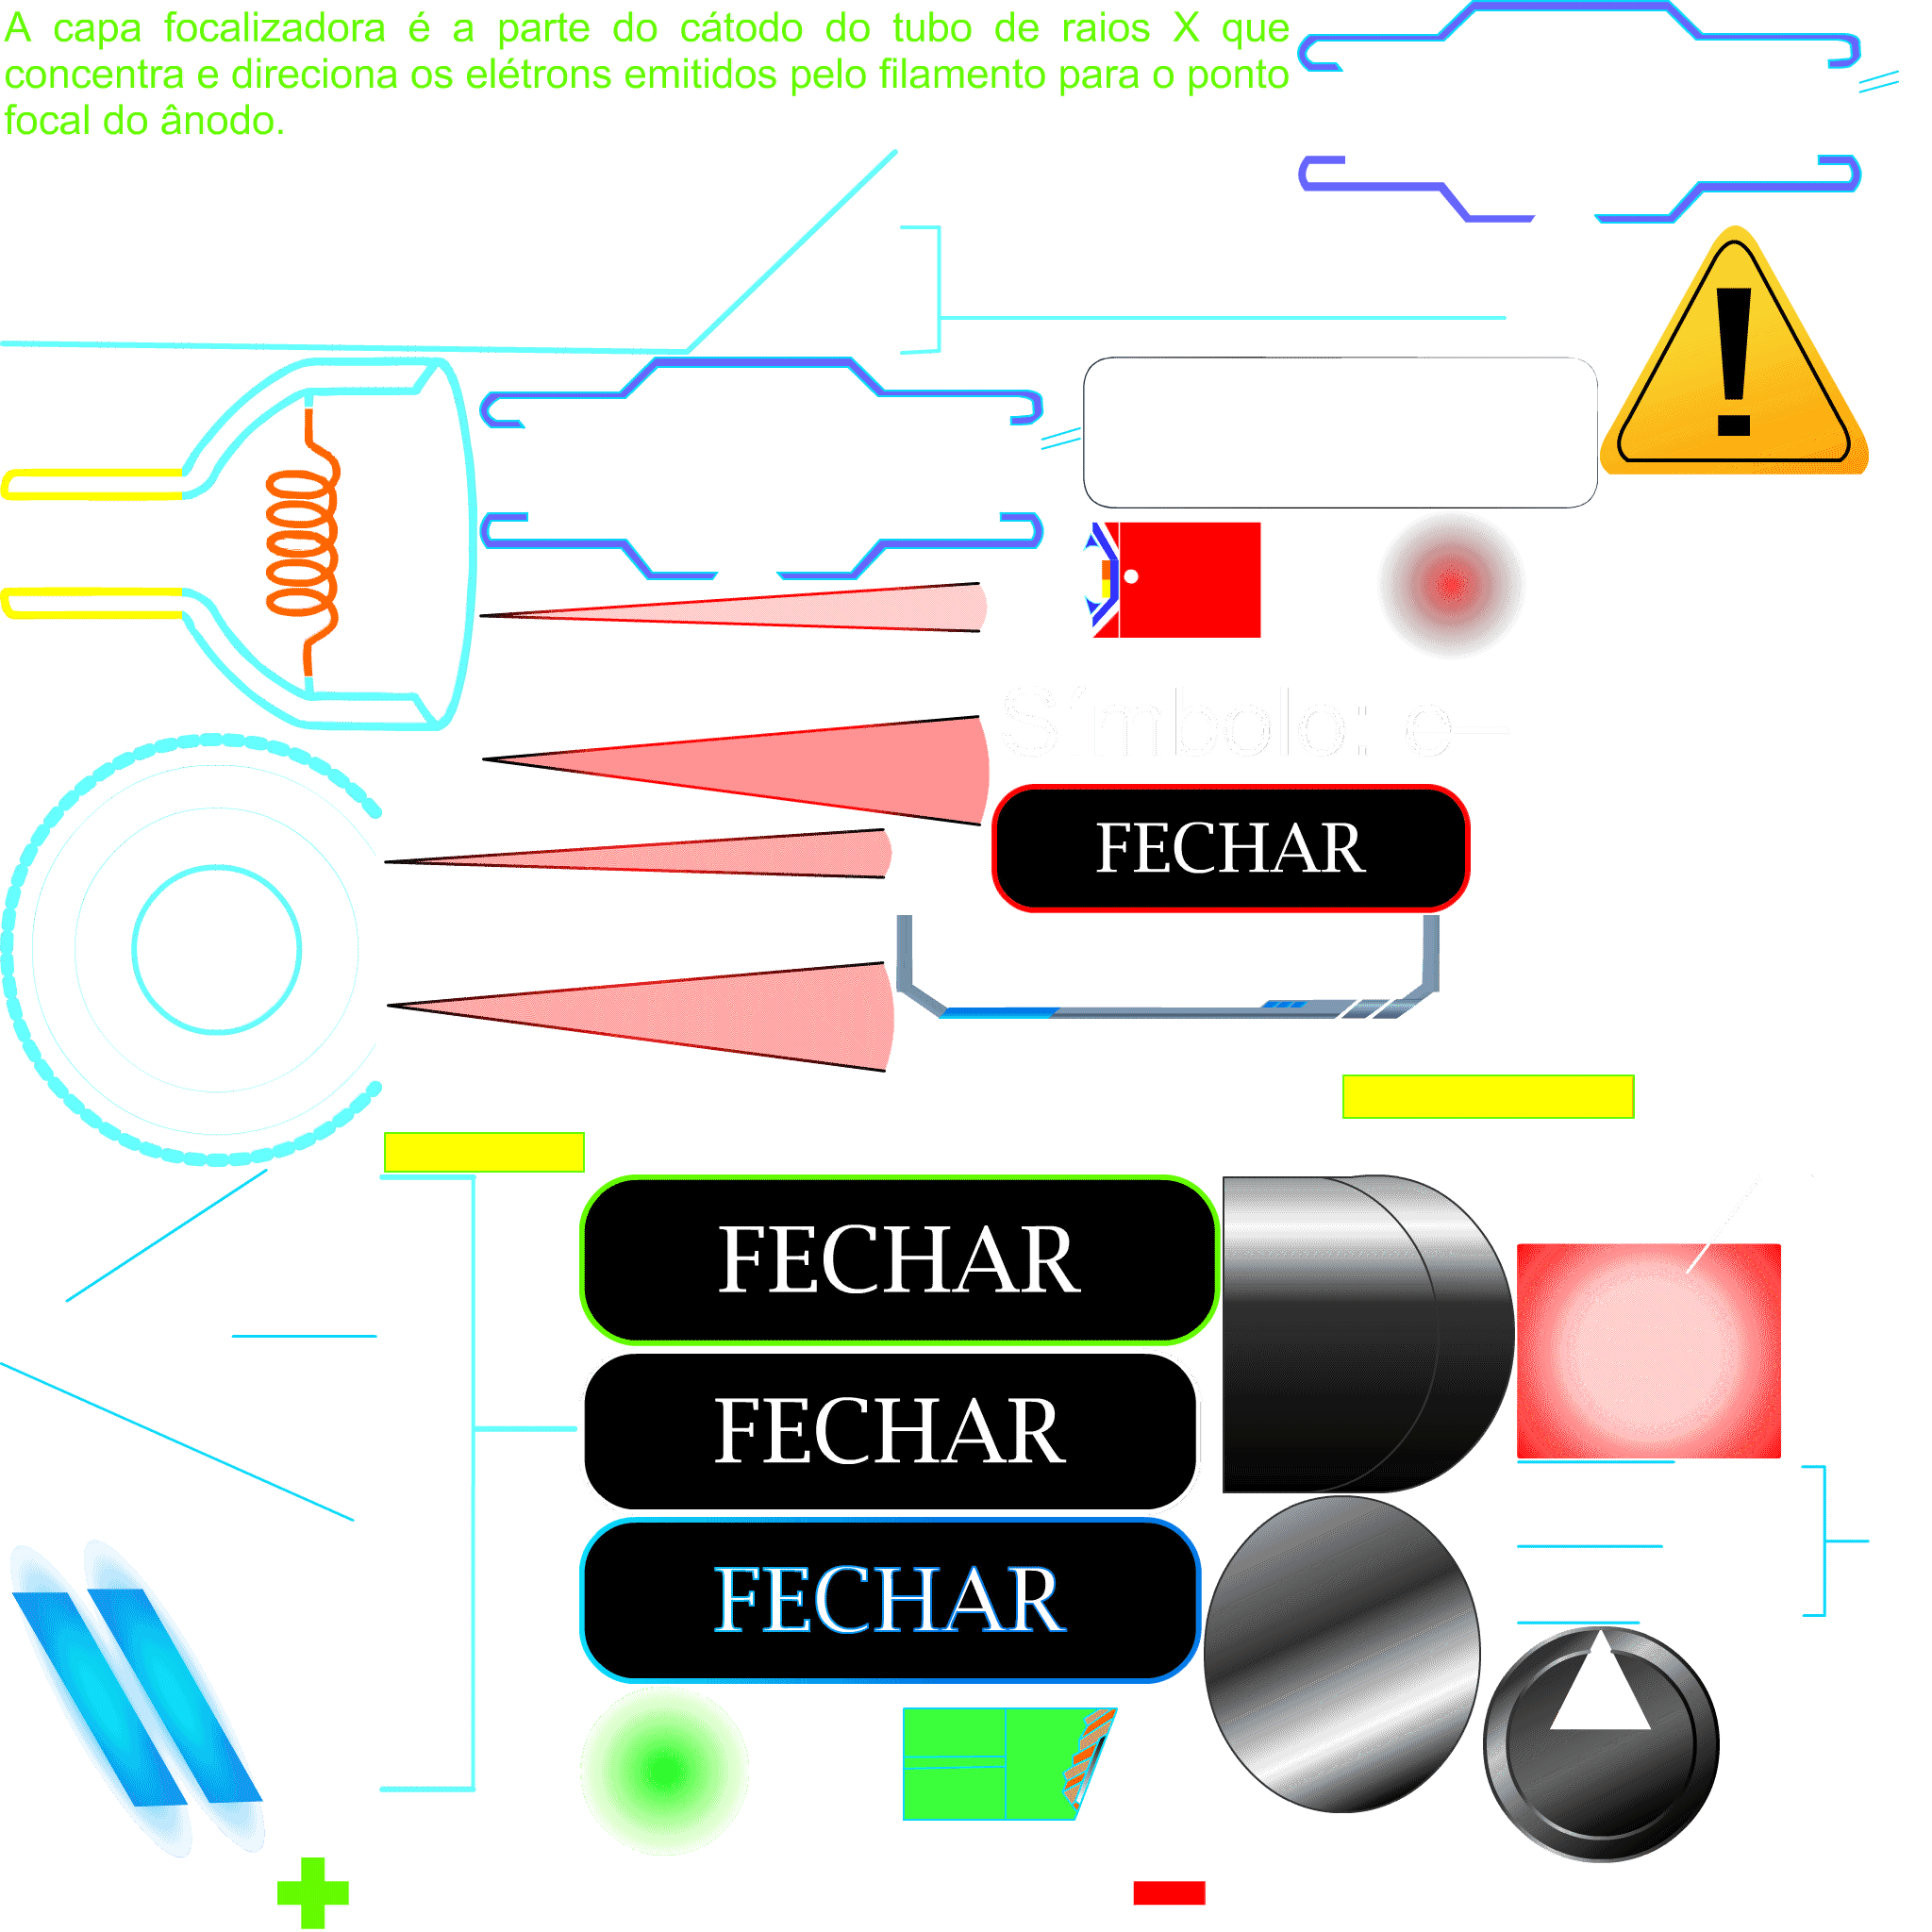 A capa focalizadora é a parte do cátodo do tubo de raios X que
concentra e direciona os elétrons emitidos pelo filamento para o ponto
focal do ânodo.
Símbolo: e–
FECHAR
FECHAR
FECHAR
FECHAR